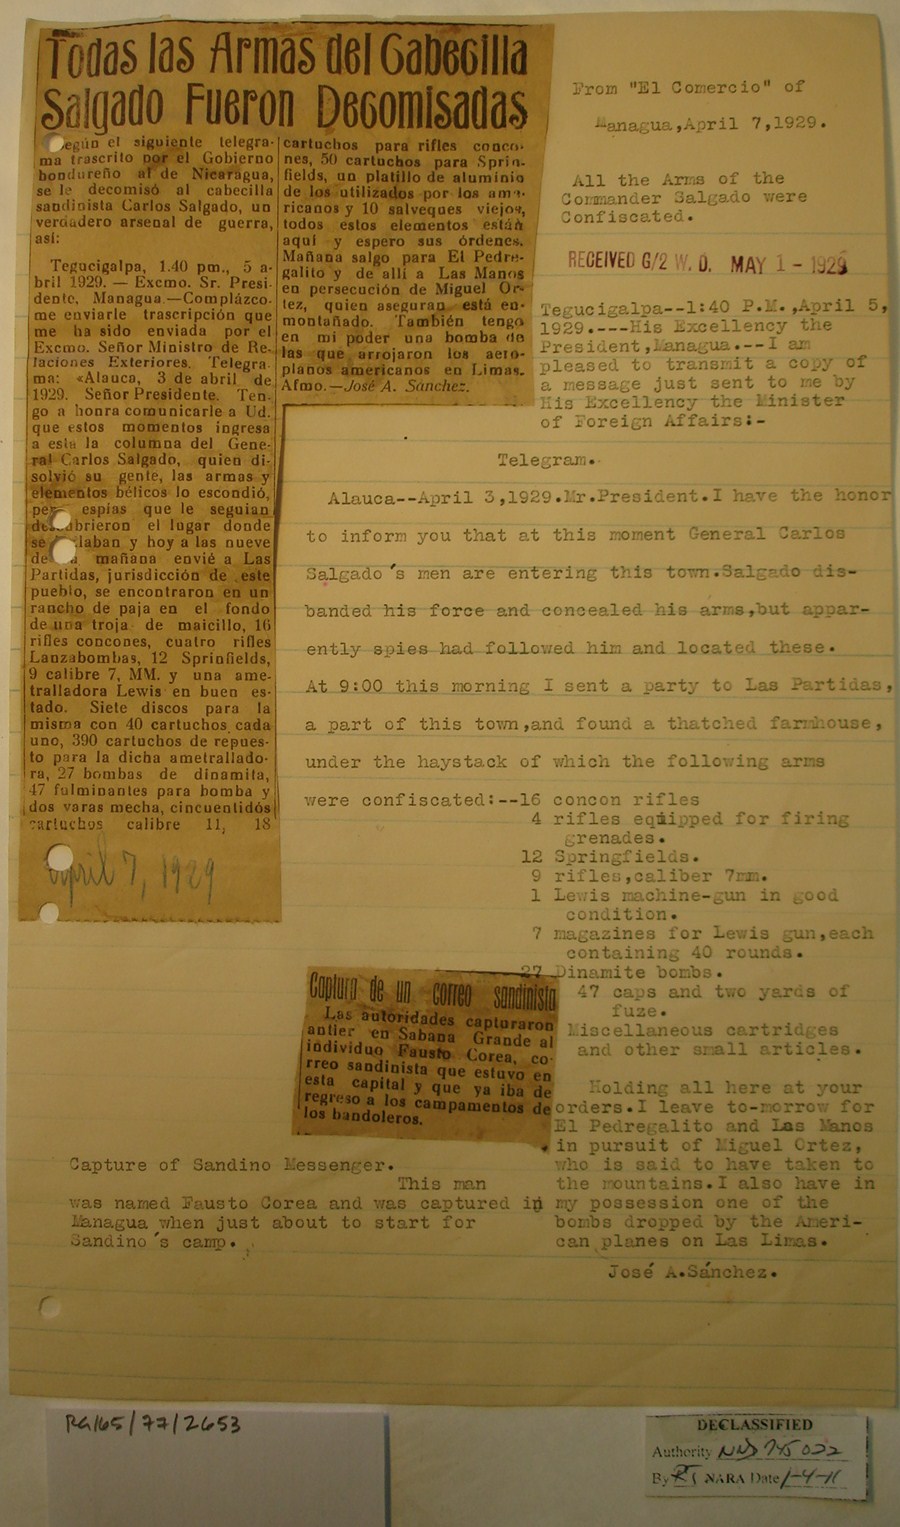 Todas las Armas del Cabecilla
Salgado Fueron Decomisadas
egún el siguiente telegra-
ma trascrito por el Gobierno
hondureño al de Nicaragua,
se le decomisó al cabecilla
sandinista Carlos Salgado, un
verdadero arsenal de guerra,
así:
Tegucigalpa, 1.40 pm., 5 a-
bril 1929. — Excmo. Sr. Presi-
dente, Managua.—Complázco-
me enviarle trascripción que
me ha sido enviada por el
Excmo. Señor Ministro de Re-
laciones Exteriores. Telegra-
ma: «Alauca, 3 de abril de
1929. Señor Presidente. Ten-
go a honra comunicarle a Ud.
que estos momentos ingresa
a esta la columna del Gene-
ral Carlos Salgado, quien di-
solvió su gente, las armas y
elementos bélicos lo escondió,
espías que le seguian
brieron el lugar donde
laban y hoy a las nueve
de mañana envié a Las
Partidas, jurisdicción de este
pueblo, se encontraron en un
rancho de paja en el fondo
de una troja de maicillo, 16
rifles concones, cuatro rifles
Lanzabombas, 12 Sprinfields,
9 calibre 7, MM. y una ame-
tralladora Lewis en buen es-
tado. Siete discos para la
misma con 40 cartuchos cada
uno, 390 cartuchos de repues-
to para la dicha ametrallado-
ra, 27 bombas de dinamita,
47 fulminantes para bomba y
dos varas mecha, cincuentidós
cartuchos calibre 11, 18
cartuchos para rifles conco-
nes, 50 cartuchos para Sprin-
fields, un platillo de aluminio
de los utilizados por los ame-
ricanos y 10 salveques viejos,
todos estos elementos están
aquí y espero sus órdenes.
Mañana salgo para El Pedre-
galito y de allí a Las Manos
en persecución de Miguel Or-
tez, quien aseguran está en-
montañado. También tengo
en mi poder una bomba de
las que arrojaron los aero-
planos americanos en Limas.
Afmo.—José A. Sánchez.
April 7, 1929
From "El Comercio" of
Managua,April 7,1929.
All the Arms of the
Commander Salgado were
Confiscated.
RECEIVED G/2 W. D. MAY 1 - 1929
Tegucigalpa--1:40 P.M.,April 5,
1929.----His Excellency the
President,Managua.--I am
pleased to transmit a copy of
a message just sent to me by
His Excellency the Minister
of Foreign Affairs:-
Telegram.
Alauca--April 3,1929.Mr.President.I have the honor
to inform you that at this moment General Carlos
Salgado's men are entering this town.Salgado dis-
banded his force and concealed his arms,but appar-
ently spies had followed him and located these.
At 9:00 this morning I sent a party to Las Partidas,
a part of this town,and found a thatched farmhouse,
under the haystack of which the following arms
were confiscated:--16 concon rifles
4 rifles equipped for firing
grenades.
12 Springfields.
9 rifles,caliber 7mm.
1 Lewis machine-gun in good
condition.
7 magazines for Lewis gun,each
containing 40 rounds.
27 Dinamite bombs.
47 caps and two yards of
fuze.
Miscellaneous cartridges
and other small articles.
Holding all here at your
orders.I leave to-morrow for
El Pedregalito and Las Manos
in pursuit of Miguel Ortez,
who is said to have taken to
the mountains.I also have in
my possession one of the
bombs dropped by the Ameri-
can planes on Las Limas.
José A.Sánchez.
Captura de un correo sandinista
Las autoridades capturaron
antier en Sabana Grande al
individuo Fausto Corea, co-
rreo sandinista que estuvo en
esta capital y que ya iba de
regreso a los campamentos de
los bandoleros.
Capture of Sandino Messenger.
This man
was named Fausto Corea and was captured in
Managua when just about to start for
Sandino's camp.
RG165/77/2653
DECLASSIFIED
Authority NND 745022
By RT NARA Date 1-4-11